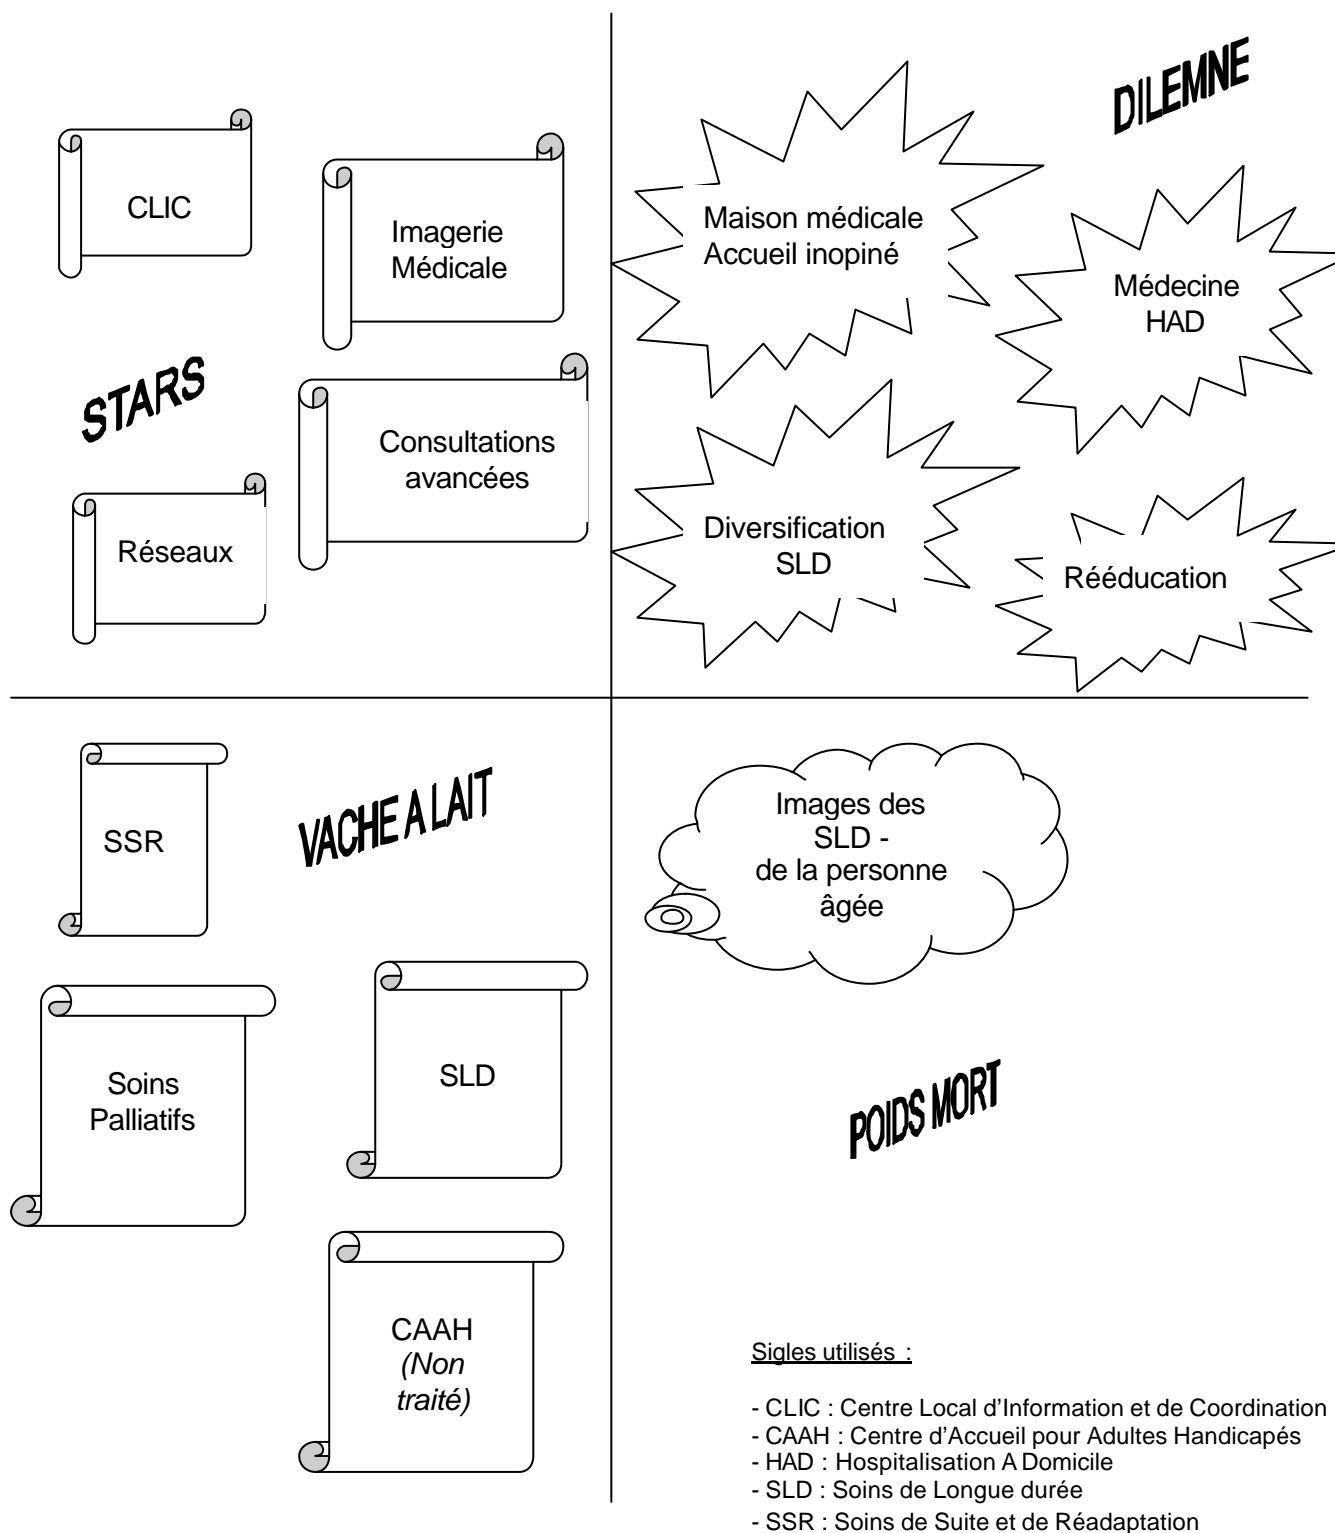 CLIC
Imagerie
Médicale
STARS
Consultations
avancées
Réseaux
DILEMNE
Maison médicale
Accueil inopiné
Médecine
HAD
Diversification
SLD
Rééducation
SSR
VACHE A LAIT
Soins
Palliatifs
SLD
CAAH
(Non
traité)
Images des
SLD -
de la personne
âgée
POIDS MORT
Sigles utilisés :
- CLIC : Centre Local d’Information et de Coordination
- CAAH : Centre d’Accueil pour Adultes Handicapés
- HAD : Hospitalisation A Domicile
- SLD : Soins de Longue durée
- SSR : Soins de Suite et de Réadaptation